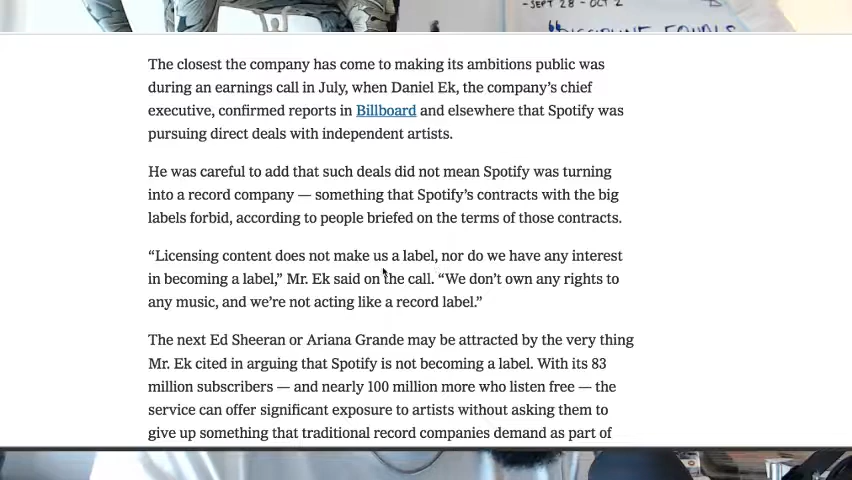 -SEPT 28 - OCT 2
"DISCIPLINE EQUALS
The closest the company has come to making its ambitions public was
during an earnings call in July, when Daniel Ek, the company’s chief
executive, confirmed reports in Billboard and elsewhere that Spotify was
pursuing direct deals with independent artists.
He was careful to add that such deals did not mean Spotify was turning
into a record company — something that Spotify’s contracts with the big
labels forbid, according to people briefed on the terms of those contracts.
“Licensing content does not make us a label, nor do we have any interest
in becoming a label,” Mr. Ek said on the call. “We don’t own any rights to
any music, and we’re not acting like a record label.”
The next Ed Sheeran or Ariana Grande may be attracted by the very thing
Mr. Ek cited in arguing that Spotify is not becoming a label. With its 83
million subscribers — and nearly 100 million more who listen free — the
service can offer significant exposure to artists without asking them to
give up something that traditional record companies demand as part of